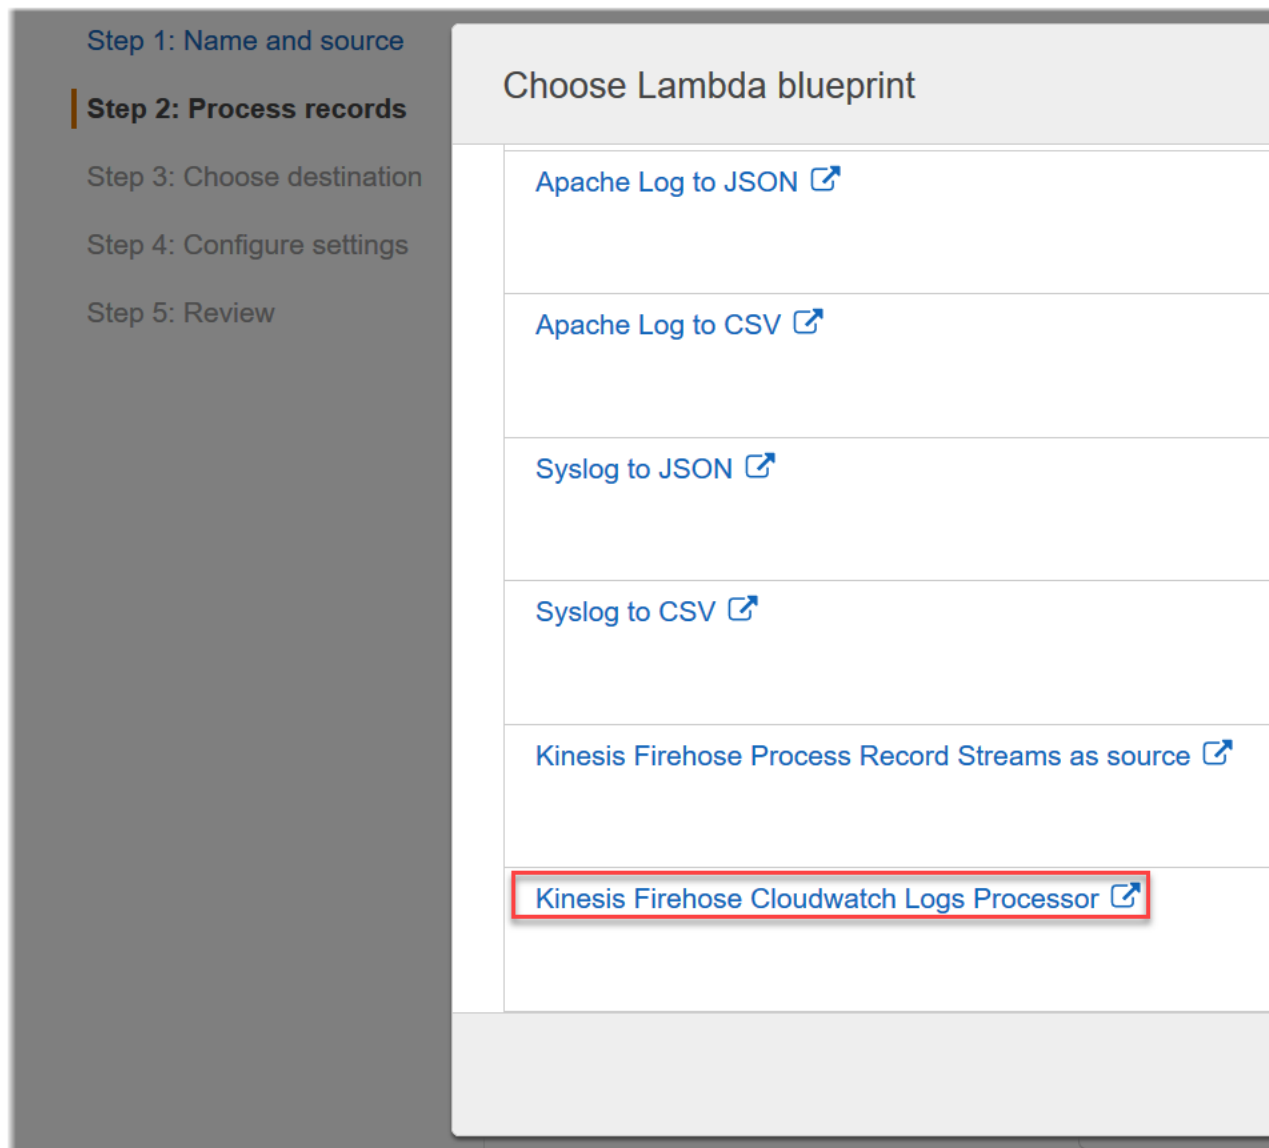 Step 1: Name and source
Step 2: Process records
Step 3: Choose destination
Step 4: Configure settings
Step 5: Review
Choose Lambda blueprint
Apache Log to JSON
Apache Log to CSV
Syslog to JSON
Syslog to CSV
Kinesis Firehose Process Record Streams as source
Kinesis Firehose Cloudwatch Logs Processor